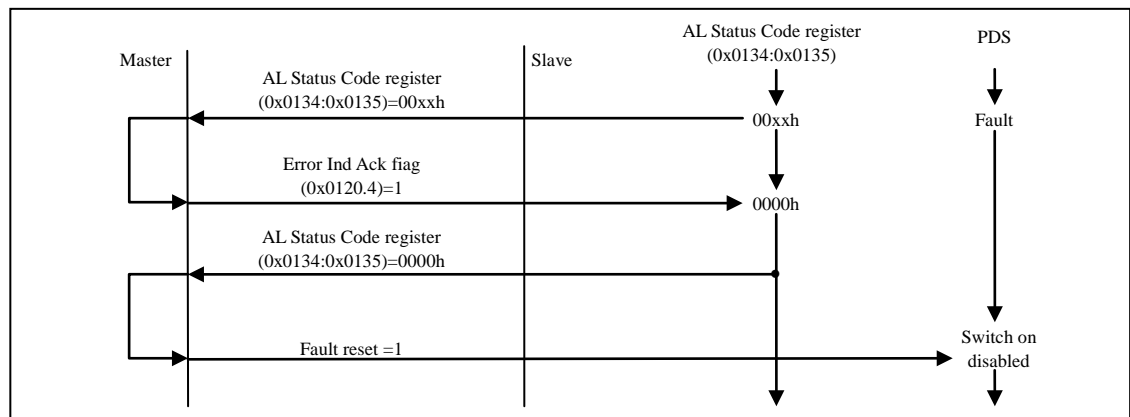 Master
Slave
AL Status Code register
(0x0134:0x0135)
PDS
AL Status Code register
(0x0134:0x0135)=00xxh
00xxh
Fault
Error Ind Ack fiag
(0x0120.4)=1
0000h
AL Status Code register
(0x0134:0x0135)=0000h
Fault reset =1
Switch on
disabled